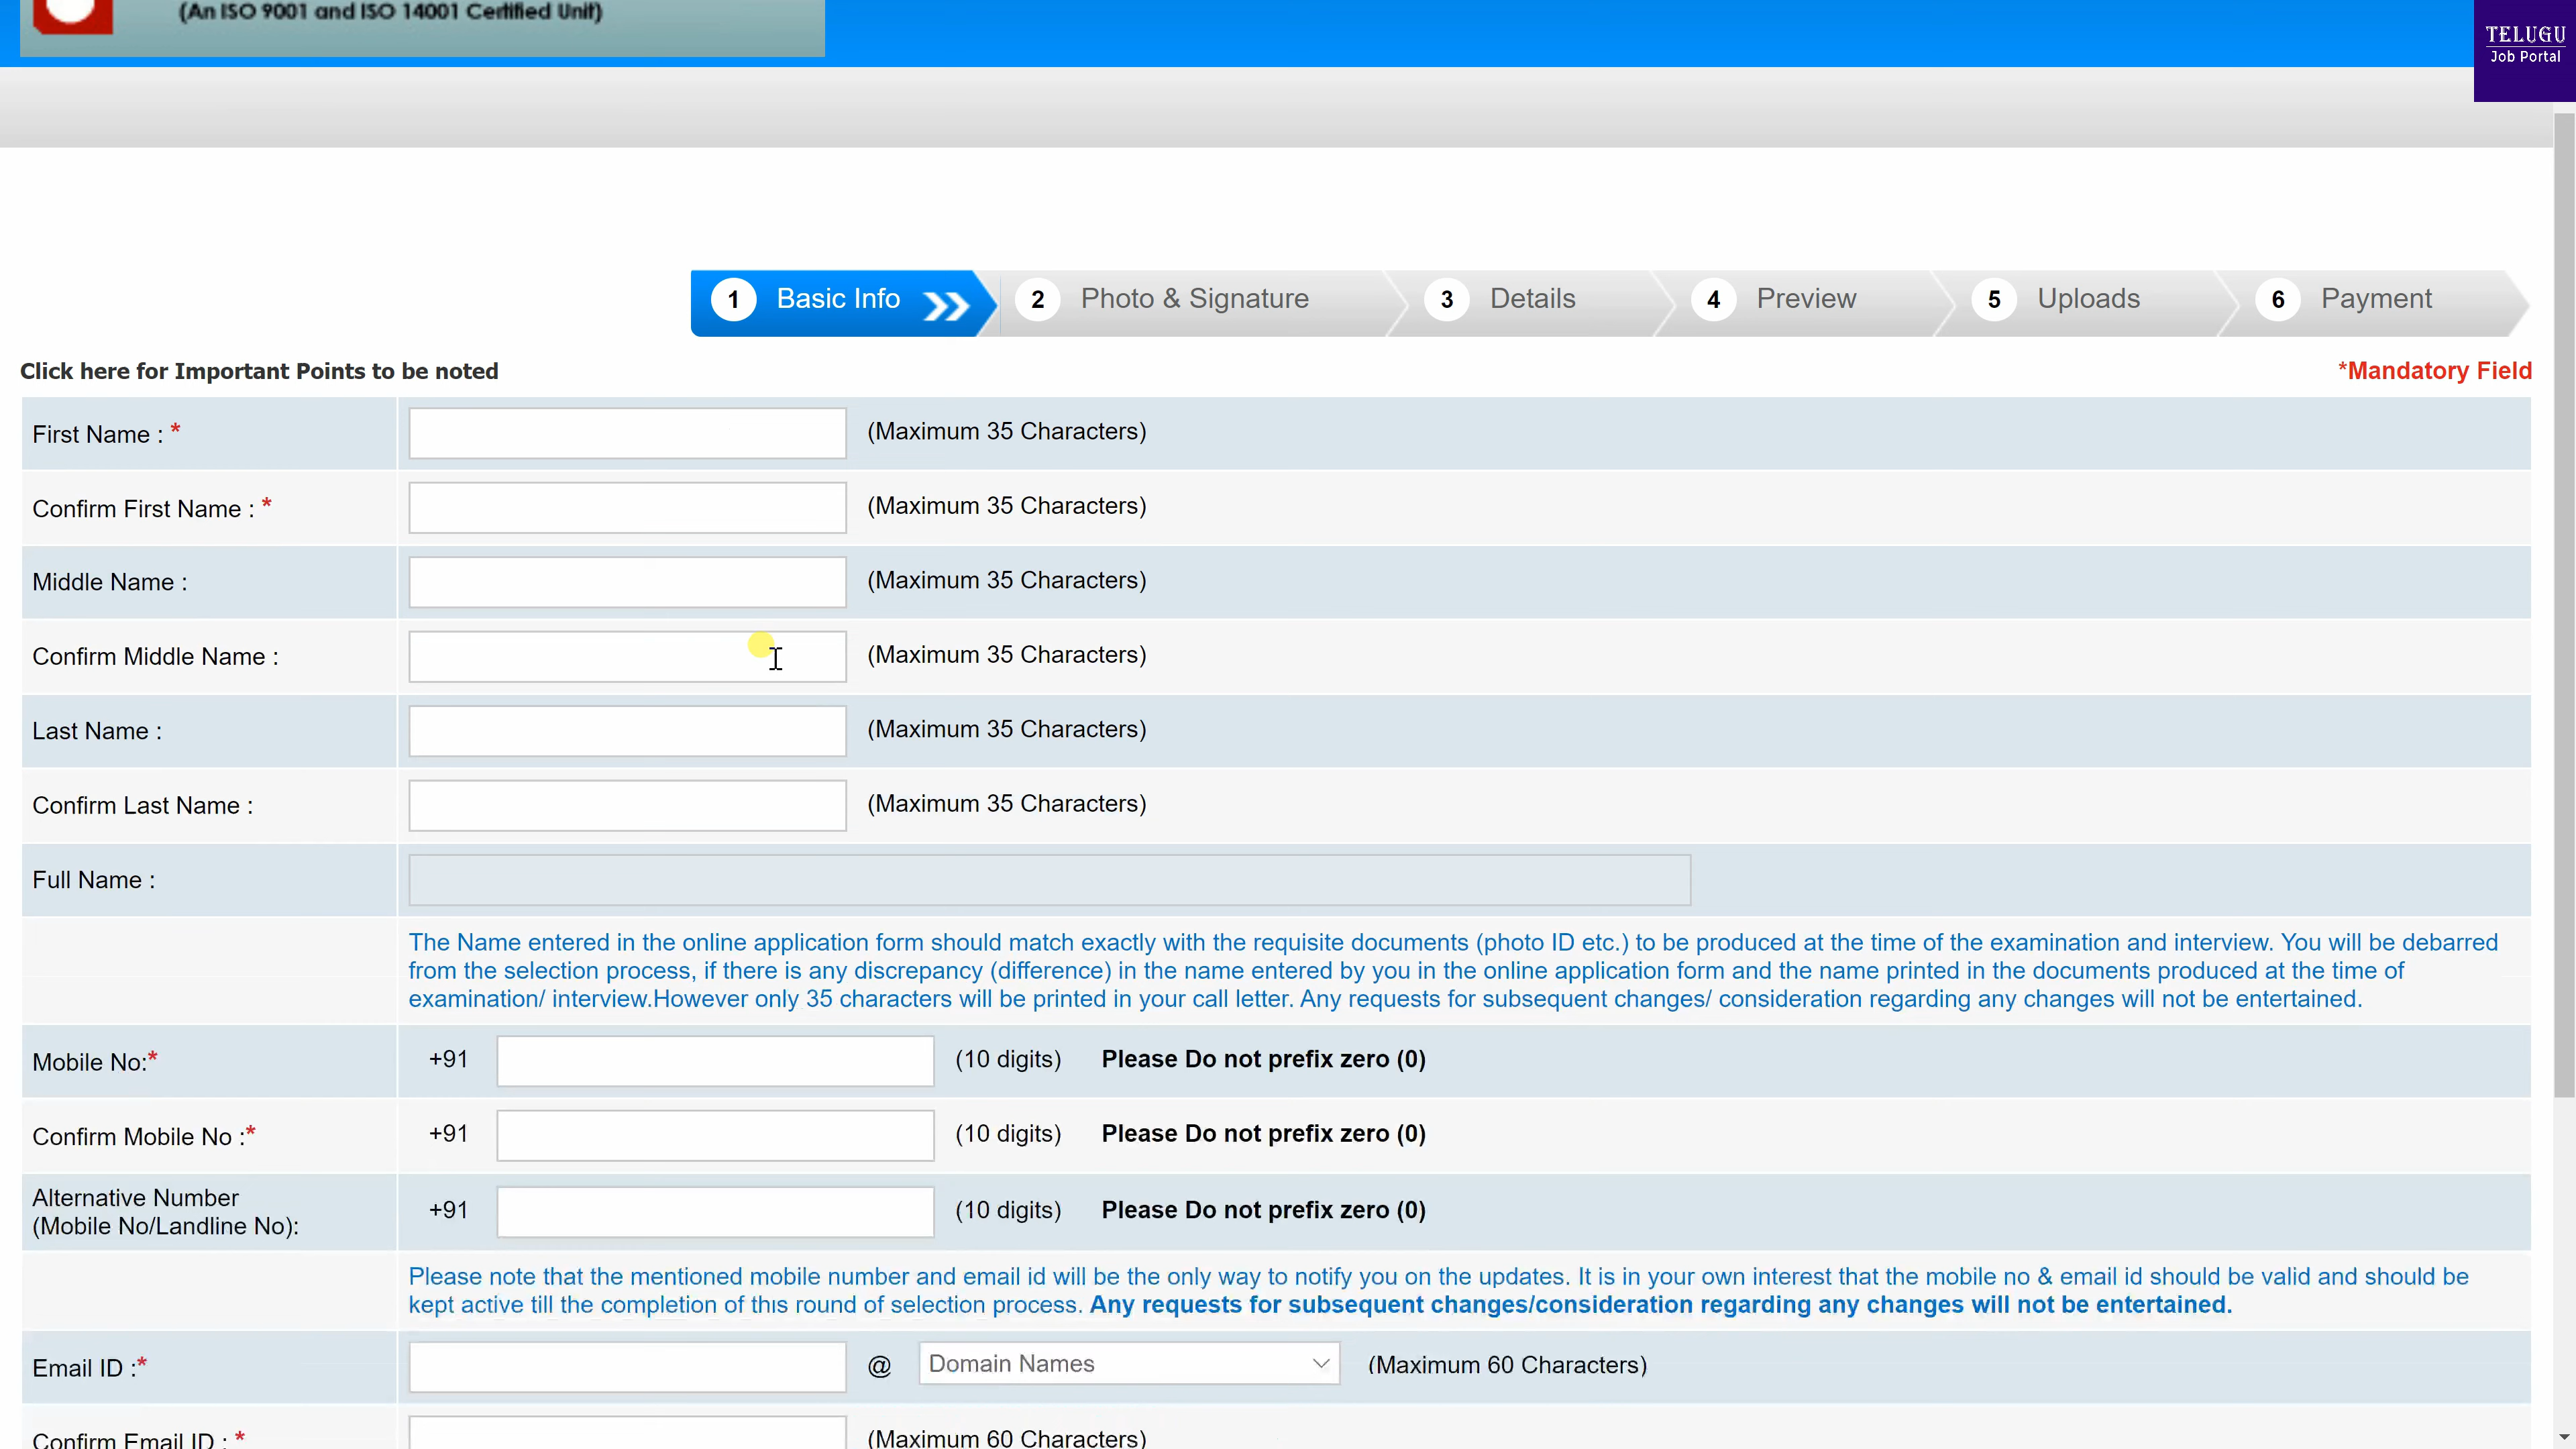 (An ISO 9001 and ISO 14001 Certified Unit)
TELUGU
Job Portal
1 Basic Info 2 Photo & Signature 3 Details 4 Preview 5 Uploads 6 Payment
Click here for Important Points to be noted *Mandatory Field
First Name : * (Maximum 35 Characters)
Confirm First Name : * (Maximum 35 Characters)
Middle Name : (Maximum 35 Characters)
Confirm Middle Name : (Maximum 35 Characters)
Last Name : (Maximum 35 Characters)
Confirm Last Name : (Maximum 35 Characters)
Full Name :
The Name entered in the online application form should match exactly with the requisite documents (photo ID etc.) to be produced at the time of the examination and interview. You will be debarred
from the selection process, if there is any discrepancy (difference) in the name entered by you in the online application form and the name printed in the documents produced at the time of
examination/ interview.However only 35 characters will be printed in your call letter. Any requests for subsequent changes/ consideration regarding any changes will not be entertained.
Mobile No:* +91 (10 digits) Please Do not prefix zero (0)
Confirm Mobile No :* +91 (10 digits) Please Do not prefix zero (0)
Alternative Number
(Mobile No/Landline No): +91 (10 digits) Please Do not prefix zero (0)
Please note that the mentioned mobile number and email id will be the only way to notify you on the updates. It is in your own interest that the mobile no & email id should be valid and should be
kept active till the completion of this round of selection process. Any requests for subsequent changes/consideration regarding any changes will not be entertained.
Email ID :* @ Domain Names (Maximum 60 Characters)
Confirm Email ID : * (Maximum 60 Characters)